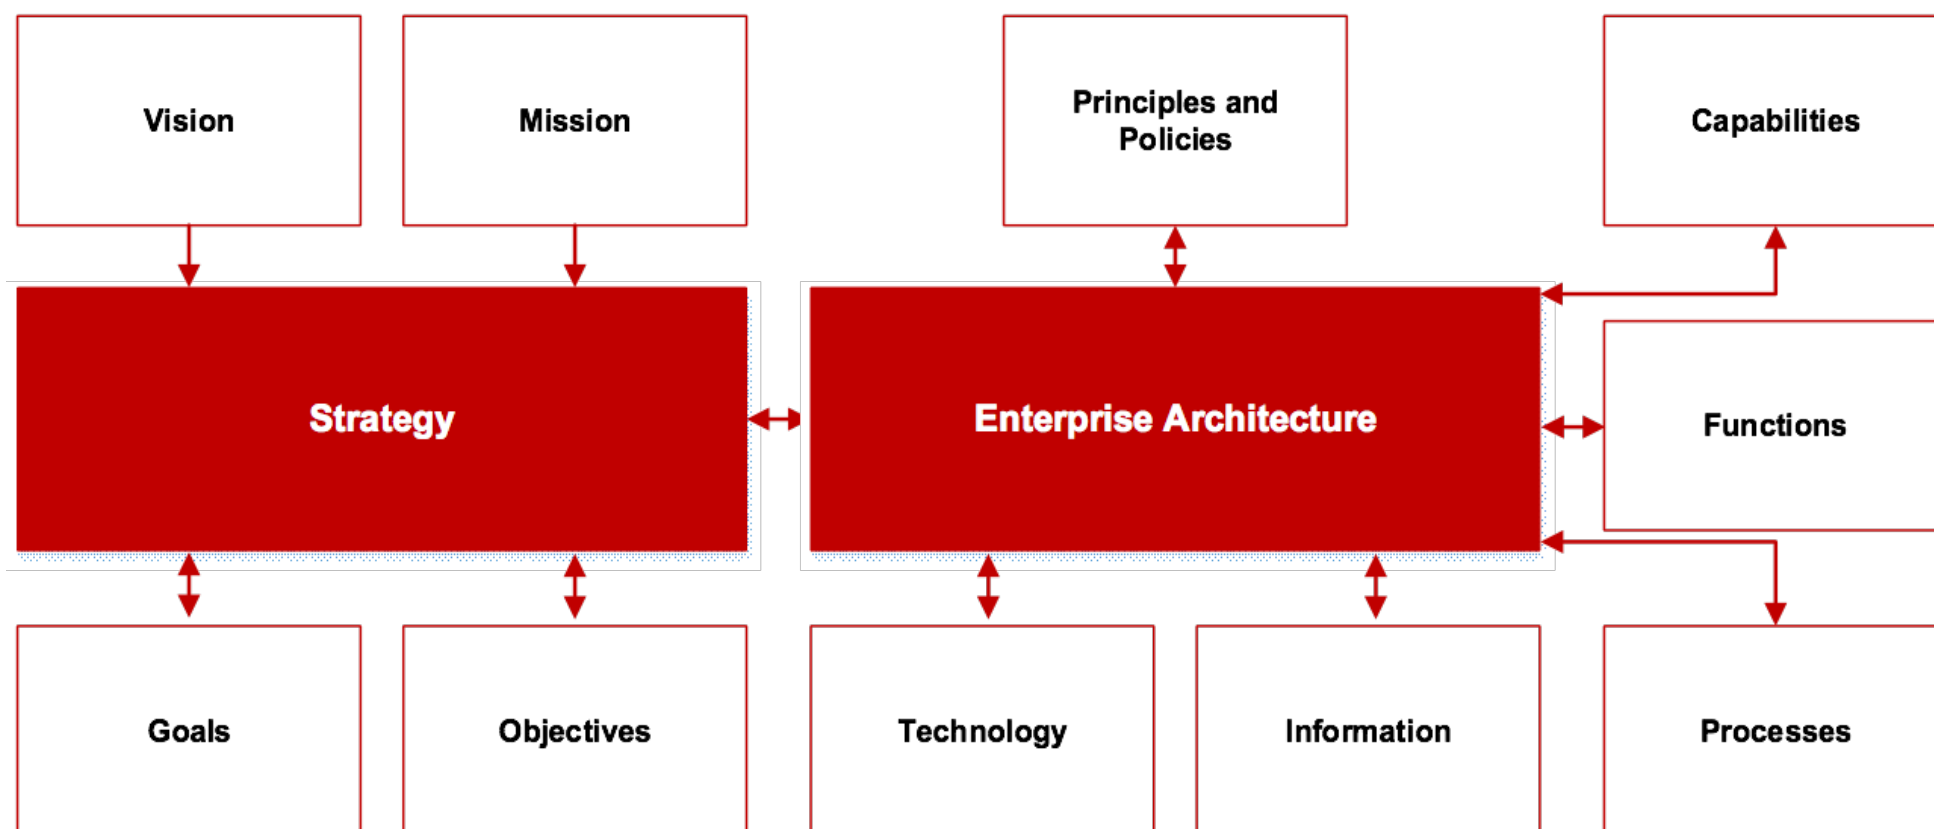 Vision
Mission
Principles and
Policies
Capabilities
Strategy
Enterprise Architecture
Functions
Goals
Objectives
Technology
Information
Processes